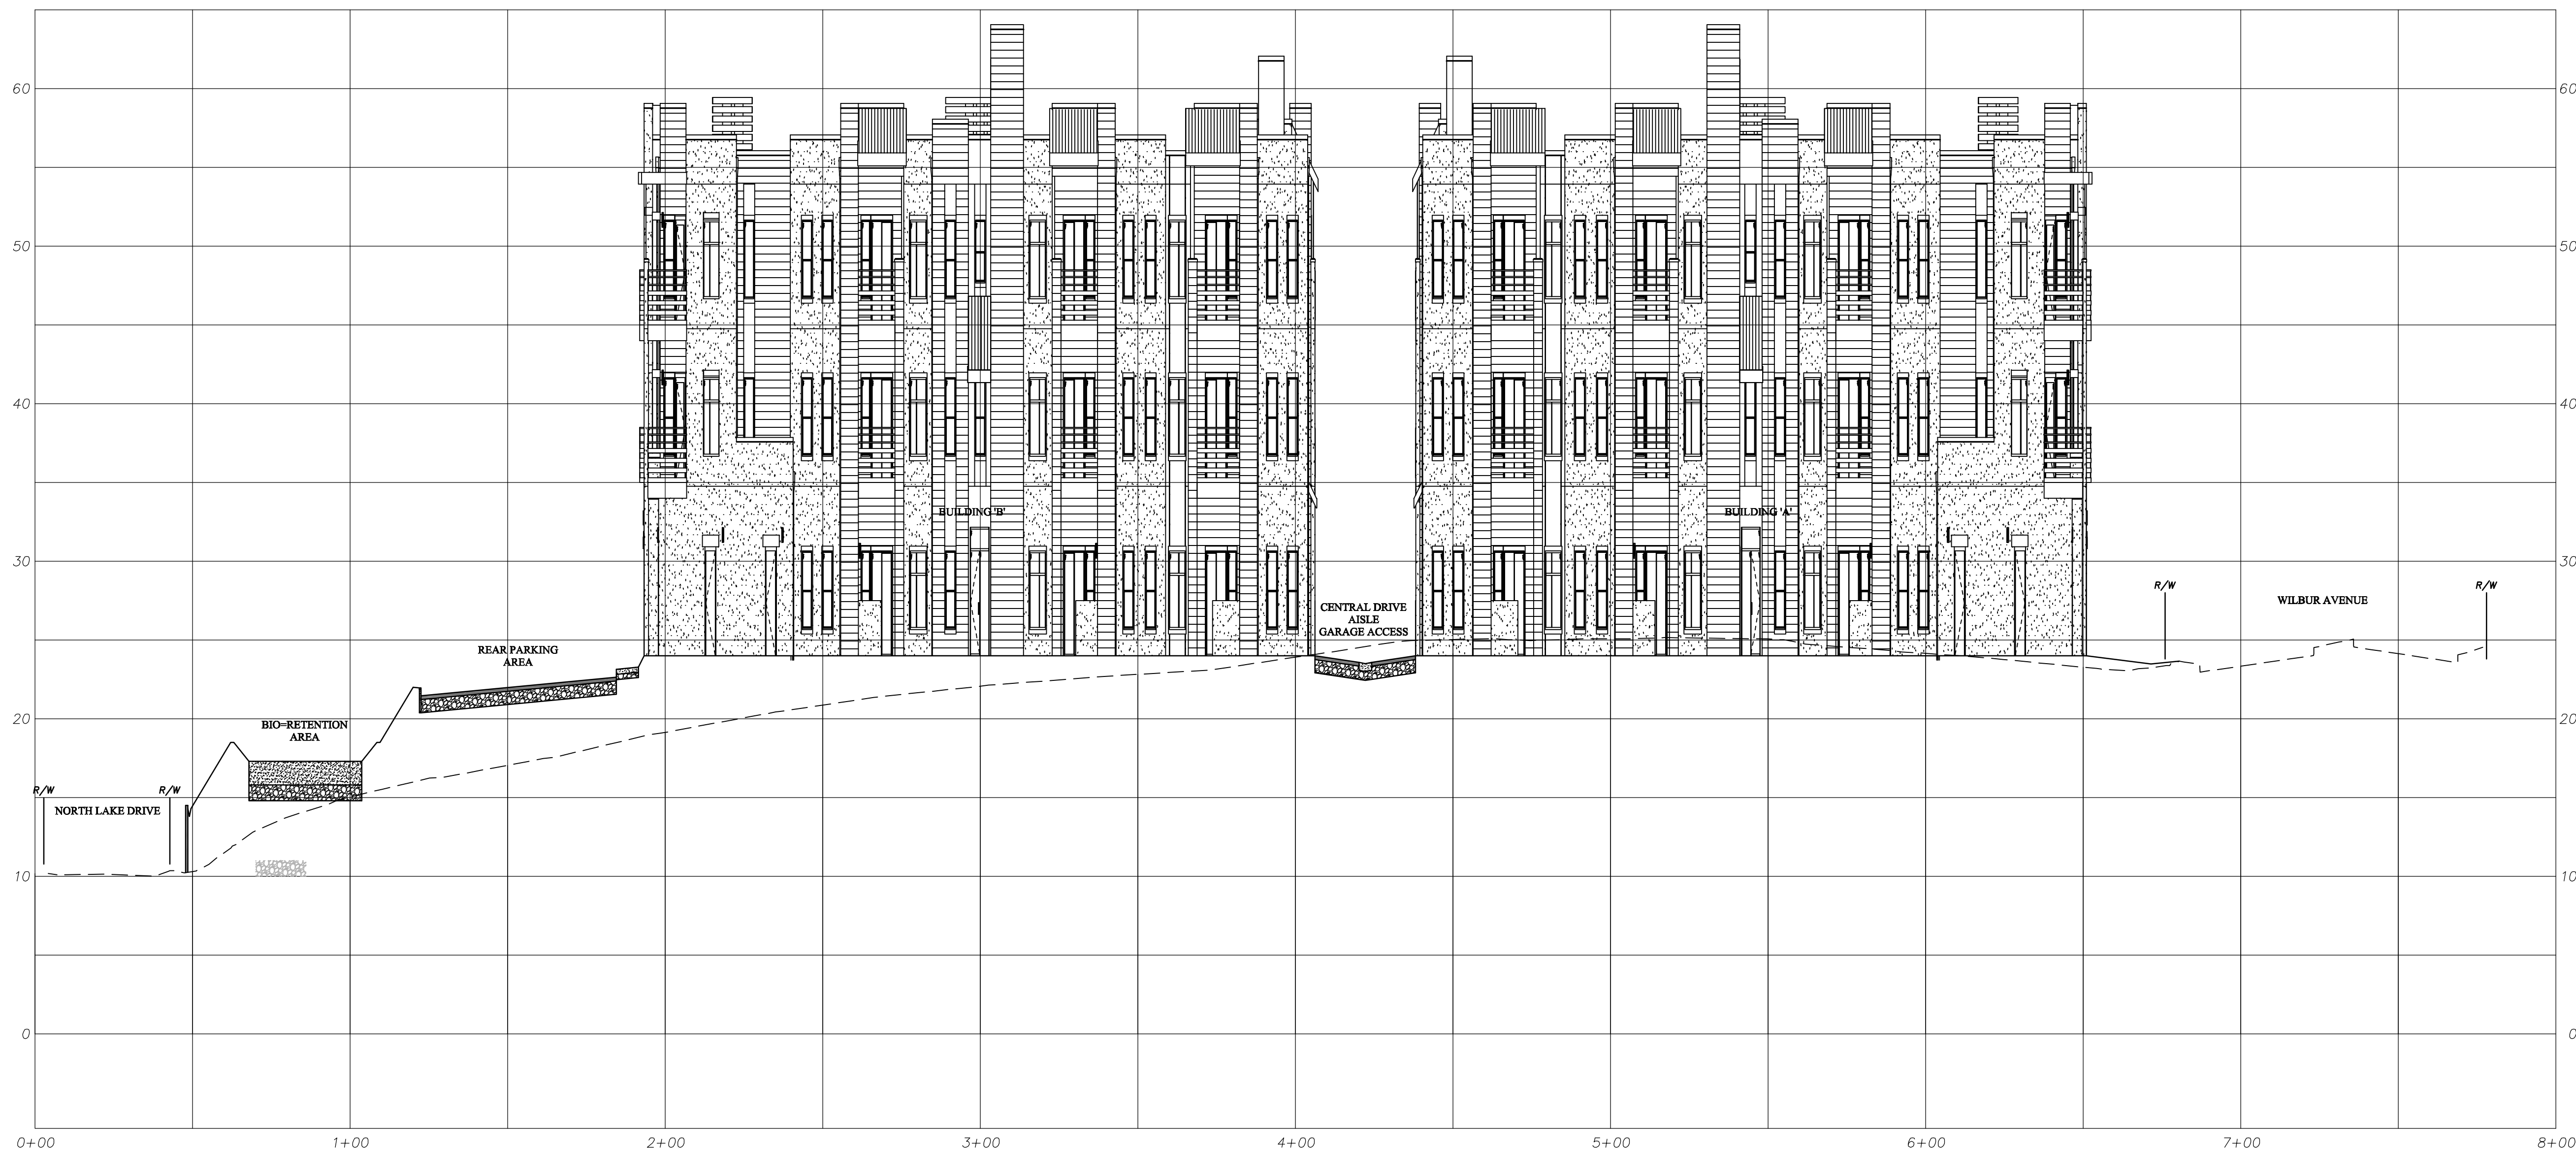 60
60
50
50
40
40
BUILDING 'B'
BUILDING 'A'
30
30
R/W
R/W
WILBUR AVENUE
CENTRAL DRIVE
AISLE
GARAGE ACCESS
REAR PARKING
AREA
20
20
BIO=RETENTION
AREA
R/W
R/W
NORTH LAKE DRIVE
10
10
0
0
0+00
1+00
2+00
3+00
4+00
5+00
6+00
7+00
8+00